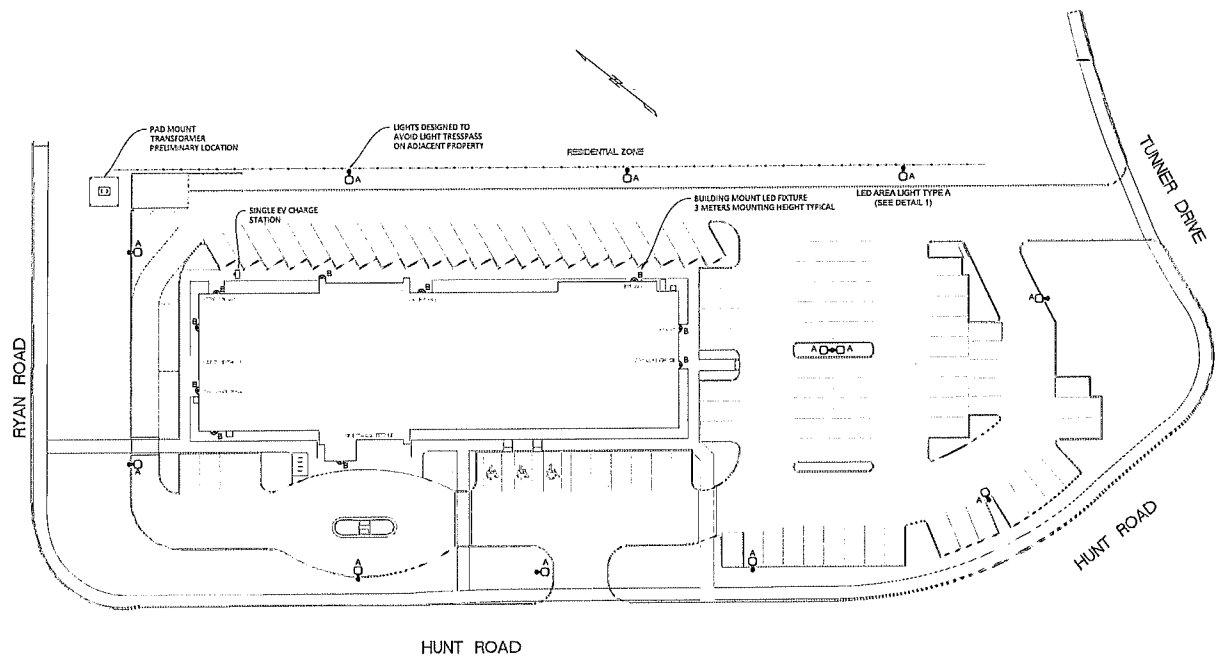 PAD MOUNT
TRANSFORMER
PRELIMINARY LOCATION
LIGHTS DESIGNED TO
AVOID LIGHT TRESSPASS
ON ADJACENT PROPERTY
RESIDENTIAL ZONE
N
TUNNER DRIVE
A
A
A
LED AREA LIGHT TYPE A
(SEE DETAIL 1)
BUILDING MOUNT LED FIXTURE
3 METERS MOUNTING HEIGHT TYPICAL
SINGLE EV CHARGE
STATION
A
B
B
B
B
A
B
B
A A
B
B
RYAN ROAD
B
B
A
A
A
A
A
HUNT ROAD
HUNT ROAD